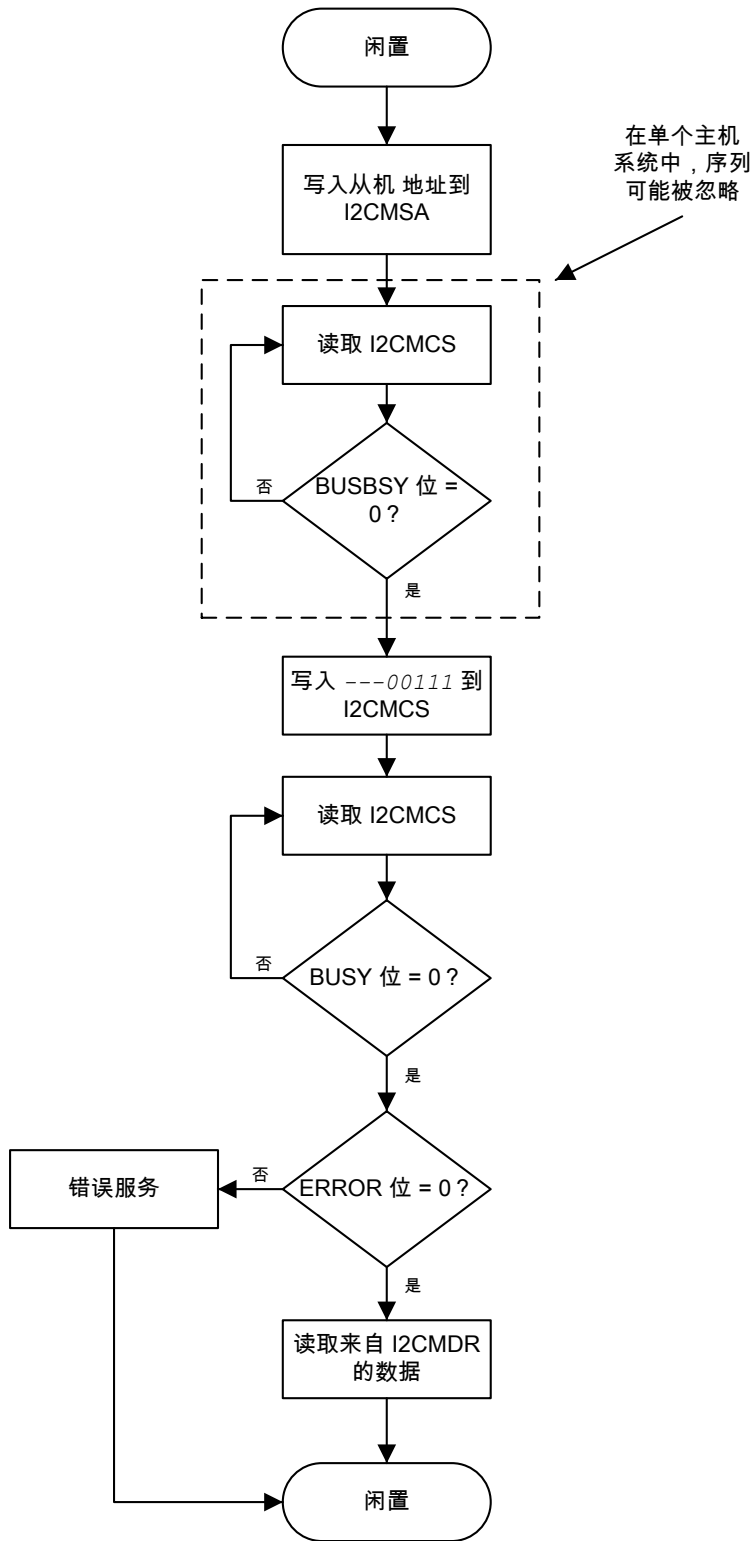 闲置
在单个主机
系统中，序列
可能被忽略
写入从机 地址到
I2CMSA
读取 I2CMCS
否
BUSBSY 位 =
0？
是
写入 ---00111 到
I2CMCS
读取 I2CMCS
否
BUSY 位 = 0？
是
错误服务
否
ERROR 位 = 0？
是
读取来自 I2CMDR
的数据
闲置